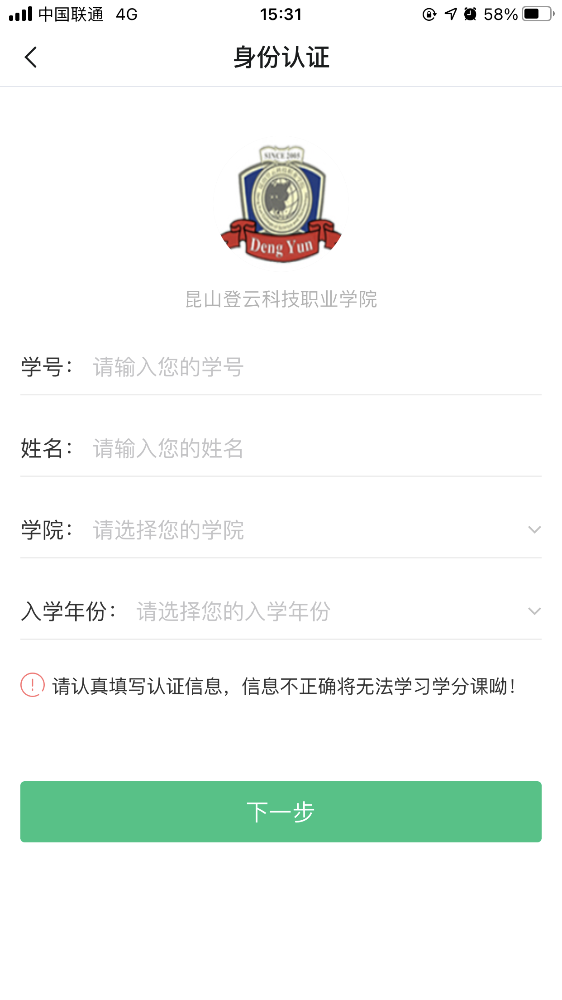 中国联通 4G 15:31 58%
身份认证
SINCE 2005
Deng Yun
昆山登云科技职业学院
学号： 请输入您的学号
姓名： 请输入您的姓名
学院： 请选择您的学院
入学年份： 请选择您的入学年份
请认真填写认证信息，信息不正确将无法学习学分课呦！
下一步